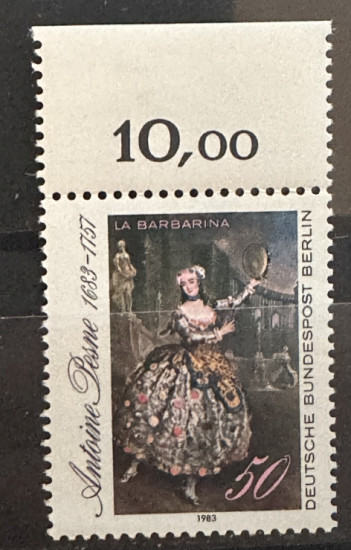 10,00
LA BARBARINA
Antoine Pesne 1683-1757
DEUTSCHE BUNDESPOST BERLIN
50
1983